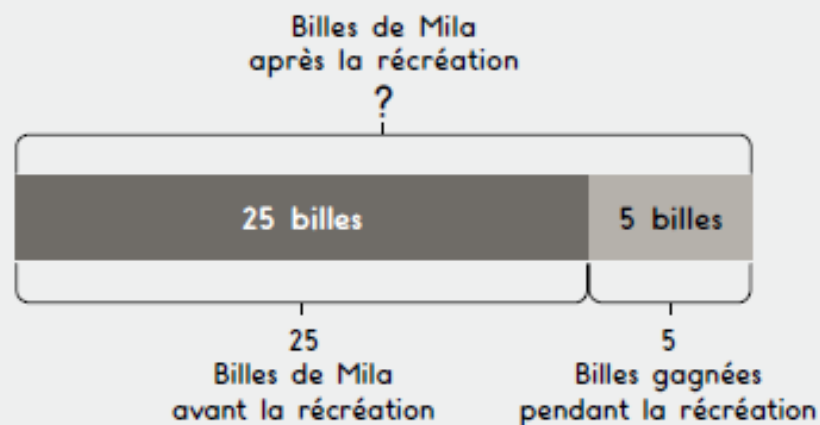 Billes de Mila
après la récréation
?
25 billes
5 billes
25
Billes de Mila
avant la récréation
5
Billes gagnées
pendant la récréation